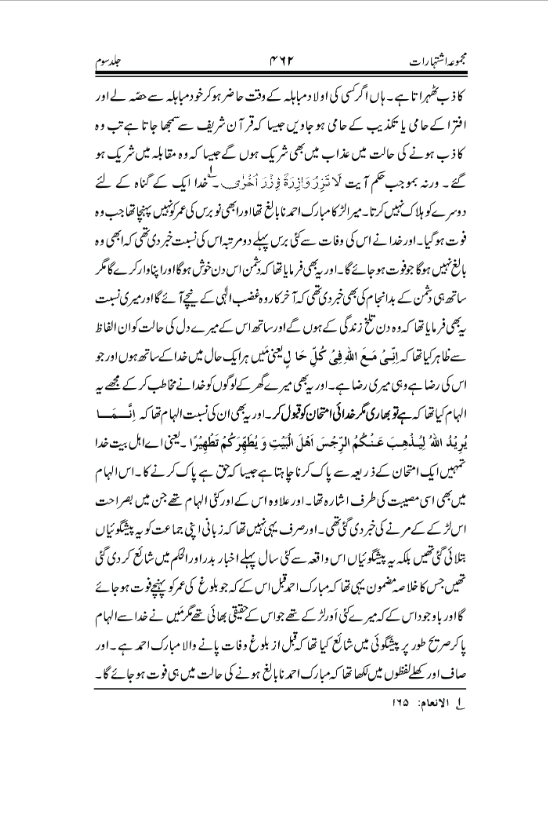 مجموعہ اشتہارات ۴۶۲ جلد سوم
کاذب ٹھہراتا ہے۔ ہاں اگر کسی کی اولاد مباہلہ کے وقت حاضر ہو کر خود مباہلہ سے حصّہ لے اور
افترا کے حامی یا تکذیب کے حامی ہو جاویں جیسا کہ قرآن شریف سے سمجھا جاتا ہے تب وہ
کاذب ہونے کی حالت میں عذاب میں بھی شریک ہوں گے جیسا کہ وہ مقابلہ میں شریک ہو
گئے۔ ورنہ بموجب حکم آیت لَا تَزِرُ وَازِرَةٌ وِّزْرَ اُخْرٰى۔؂۱ خدا ایک کے گناہ کے لئے
دوسرے کو ہلاک نہیں کرتا۔ میرا لڑکا مبارک احمد نابالغ تھا اور ابھی نو برس کی عمر کو نہیں پہنچا تھا جب وہ
فوت ہو گیا۔ اور خدا نے اس کی وفات سے کئی برس پہلے دو مرتبہ اس کی نسبت خبر دی تھی کہ ابھی وہ
بالغ نہیں ہوگا جو فوت ہو جائے گا۔ اور یہ بھی فرمایا تھا کہ دشمن اس دن خوش ہوگا اور اپنا وار کرے گا مگر
ساتھ ہی دشمن کے بد انجام کی بھی خبر دی تھی کہ آخر کار وہ غضب الٰہی کے نیچے آئے گا اور میری نسبت
یہ بھی فرمایا تھا کہ وہ دن تلخ زندگی کے ہوں گے اور ساتھ اس کے میرے دل کی حالت کو ان الفاظ
سے ظاہر کیا تھا کہ اِنِّیْ مَعَ اللّٰهِ فِیْ کُلِّ حَالٍ یعنی مَیں ہر ایک حال میں خدا کے ساتھ ہوں اور جو
اس کی رضا ہے وہی میری رضا ہے۔ اور یہ بھی میرے گھر کے لوگوں کو خدا نے مخاطب کر کے مجھے یہ
الہام کیا تھا کہ ہے تو بھاری مگر خدائی امتحان کو قبول کر۔ اور یہ بھی ان کی نسبت الہام تھا کہ اِنَّمَا
یُرِیْدُ اللّٰهُ لِیُذْهِبَ عَنْکُمُ الرِّجْسَ اَهْلَ الْبَیْتِ وَ یُطَهِّرَکُمْ تَطْهِیْرًا۔ یعنی اے اہل بیت خدا
تمہیں ایک امتحان کے ذریعہ سے پاک کرنا چاہتا ہے جیسا کہ حق ہے پاک کرنے کا۔ اس الہام
میں بھی اسی مصیبت کی طرف اشارہ تھا۔ اور علاوہ اس کے اور کئی الہام تھے جن میں بصراحت
اس لڑکے کے مرنے کی خبر دی گئی تھی۔ اور صرف یہی نہیں تھا کہ زبانی اپنی جماعت کو یہ پیشگوئیاں
بتلائی گئی تھیں بلکہ یہ پیشگوئیاں اس واقعہ سے کئی سال پہلے اخبار بدر اور الحکم میں شائع کر دی گئی
تھیں جس کا خلاصہ مضمون یہی تھا کہ مبارک احمد قبل اس کے کہ جو بلوغ کی عمر کو پہنچے فوت ہو جائے
گا اور باوجود اس کے کہ میرے کئی اَور لڑکے تھے جو اس کے حقیقی بھائی تھے مگر مَیں نے خدا سے الہام
پا کر صریح طور پر پیشگوئی میں شائع کیا تھا کہ قبل از بلوغ وفات پانے والا مبارک احمد ہے۔ اور
صاف اور کھلے لفظوں میں لکھا تھا کہ مبارک احمد نابالغ ہونے کی حالت میں ہی فوت ہو جائے گا۔
؂۱ الانعام: ۱۶۵